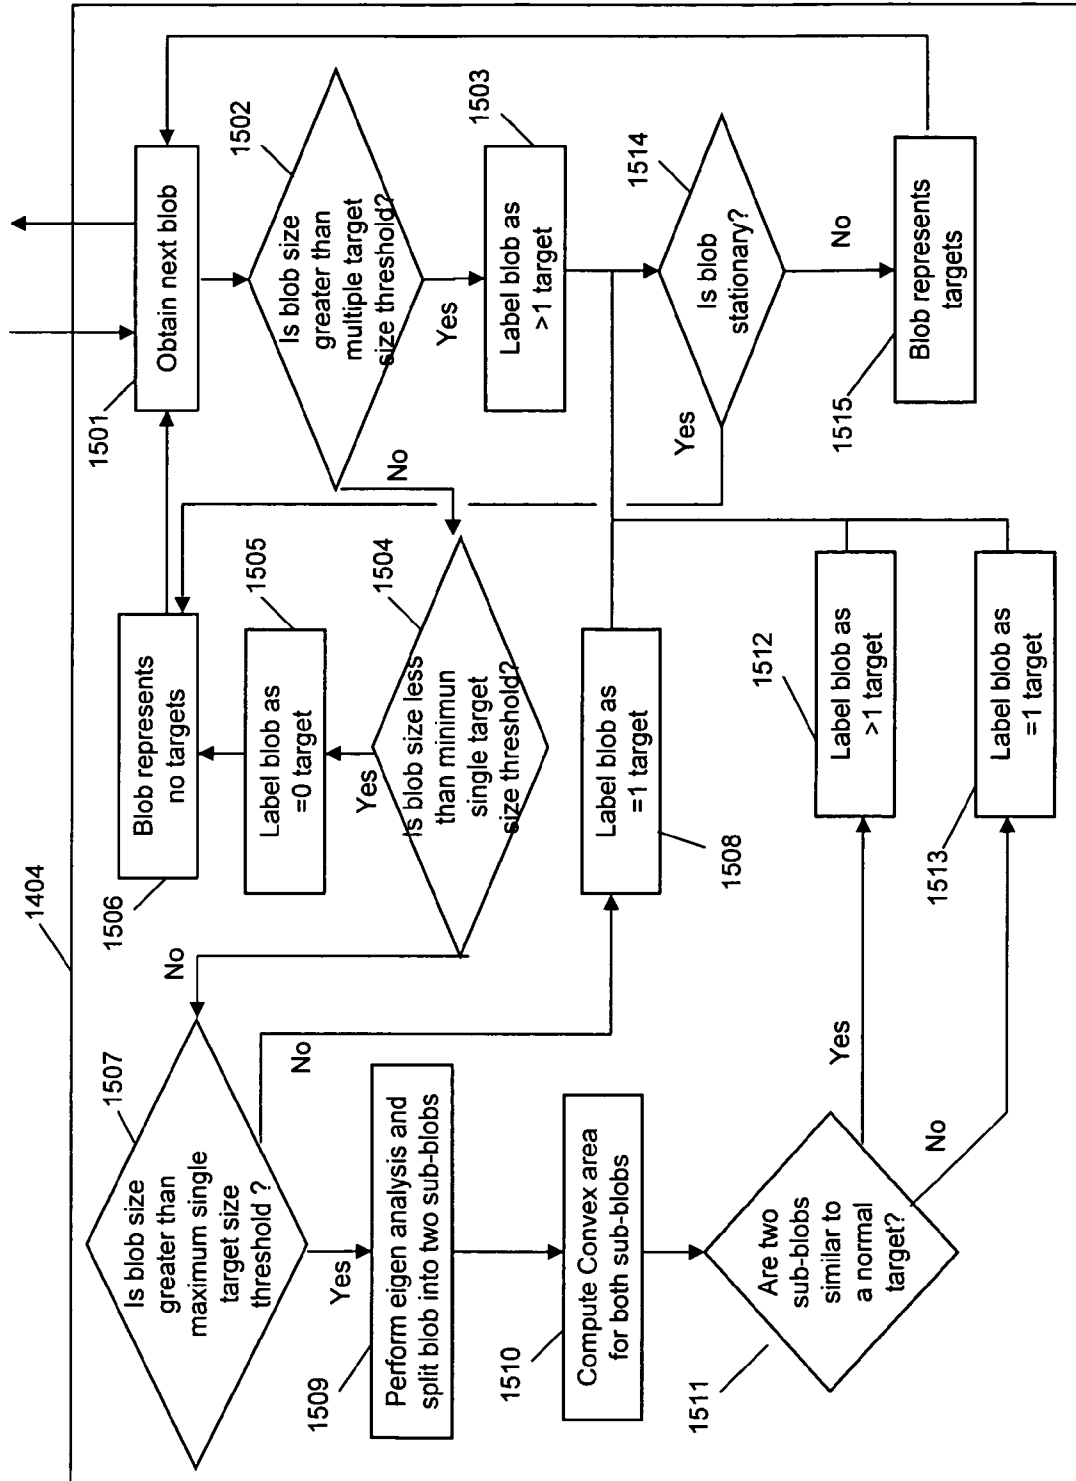 1404
1501
Obtain next blob
1502
Is blob size
greater than
multiple target
size threshold?
Yes
No
1503
Label blob as
>1 target
1514
Is blob
stationary?
Yes
No
1515
Blob represents
targets
1504
Is blob size less
than minimun
single target
size threshold?
Yes
No
1505
Label blob as
=0 target
1506
Blob represents
no targets
1507
Is blob size
greater than
maximum single
target size
threshold ?
Yes
No
1508
Label blob as
=1 target
1509
Perform eigen analysis and
split blob into two sub-blobs
1510
Compute Convex area
for both sub-blobs
1511
Are two
sub-blobs
similar to
a normal
target?
Yes
No
1512
Label blob as
>1 target
1513
Label blob as
=1 target